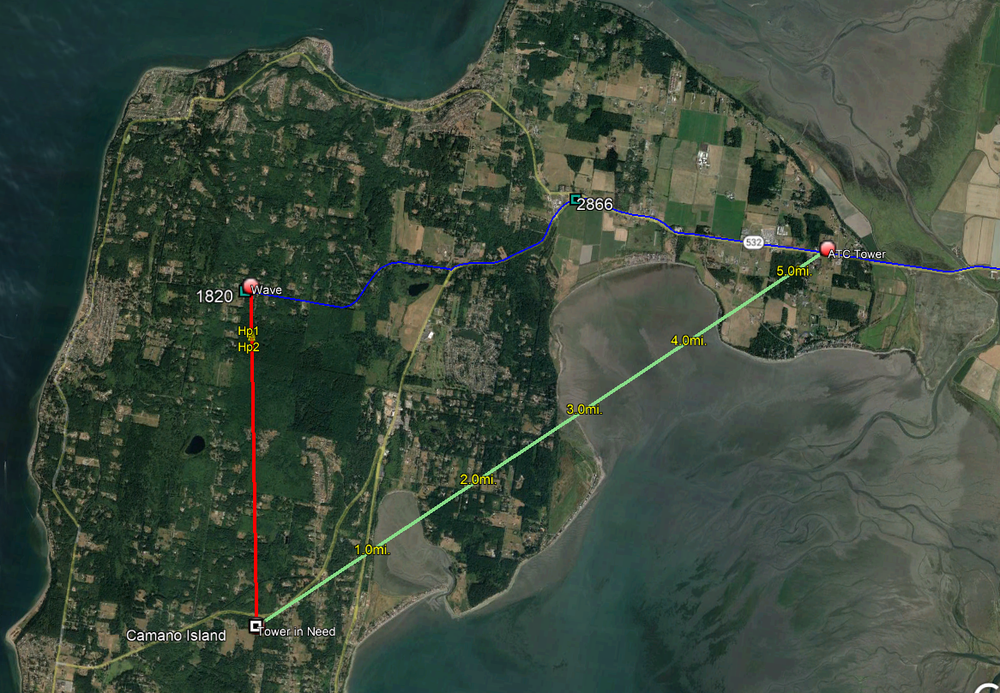 2866
532
ATC Tower
5.0mi.
Wave
1820
Hp1
4.0mi.
Hp2
3.0mi.
2.0mi.
1.0mi.
Tower in Need
Camano Island